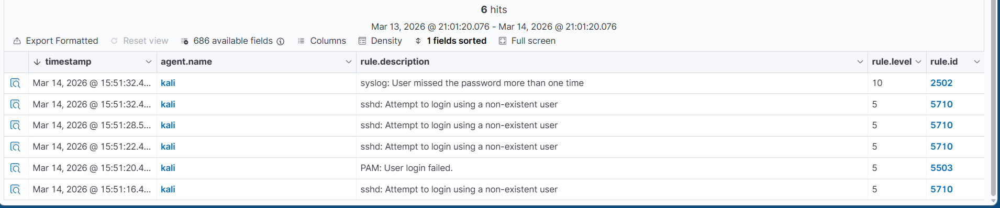 6 hits
Mar 13, 2026 @ 21:01:20.076 - Mar 14, 2026 @ 21:01:20.076
Export Formatted Reset view 686 available fields Columns Density 1 fields sorted Full screen
timestamp agent.name rule.description rule.level rule.id
Mar 14, 2026 @ 15:51:32.4... kali syslog: User missed the password more than one time 10 2502
Mar 14, 2026 @ 15:51:32.4... kali sshd: Attempt to login using a non-existent user 5 5710
Mar 14, 2026 @ 15:51:28.5... kali sshd: Attempt to login using a non-existent user 5 5710
Mar 14, 2026 @ 15:51:22.4... kali sshd: Attempt to login using a non-existent user 5 5710
Mar 14, 2026 @ 15:51:20.4... kali PAM: User login failed. 5 5503
Mar 14, 2026 @ 15:51:16.4... kali sshd: Attempt to login using a non-existent user 5 5710